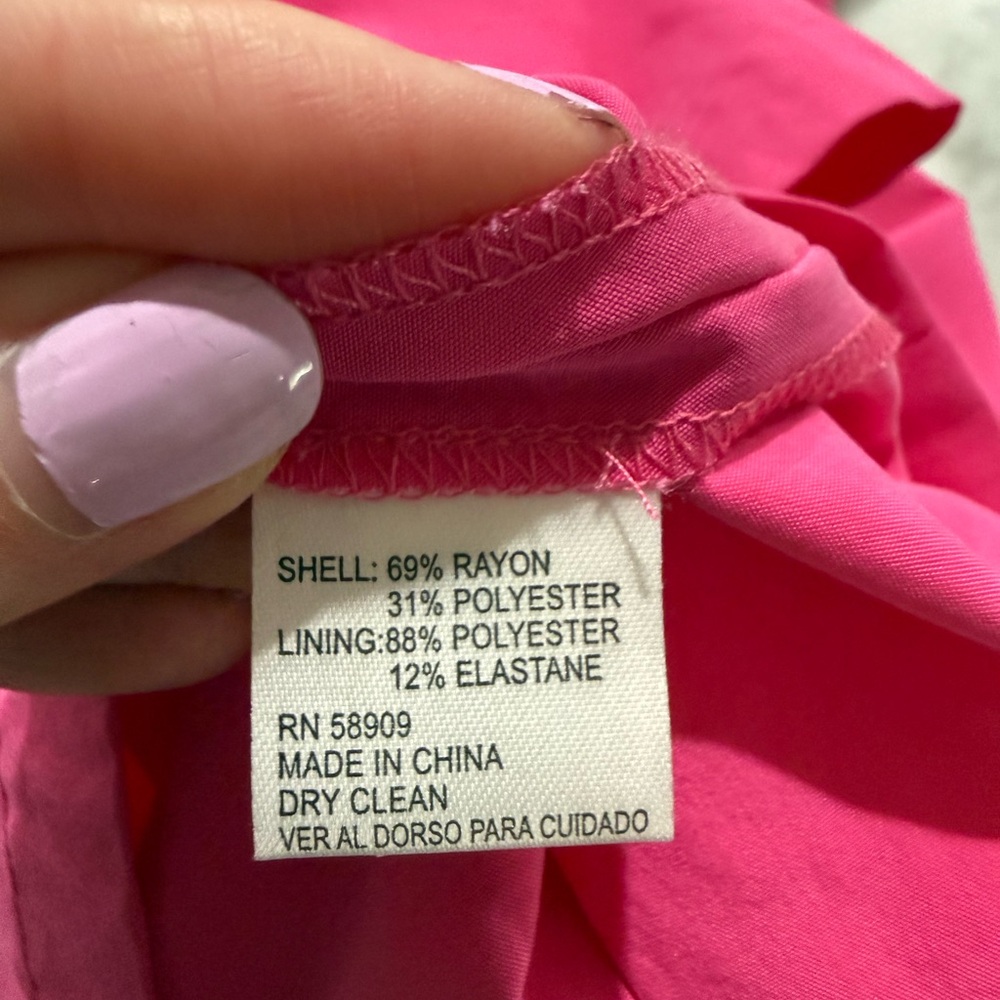 SHELL: 69% RAYON
31% POLYESTER
LINING:88% POLYESTER
12% ELASTANE
RN 58909
MADE IN CHINA
DRY CLEAN
VER AL DORSO PARA CUIDADO